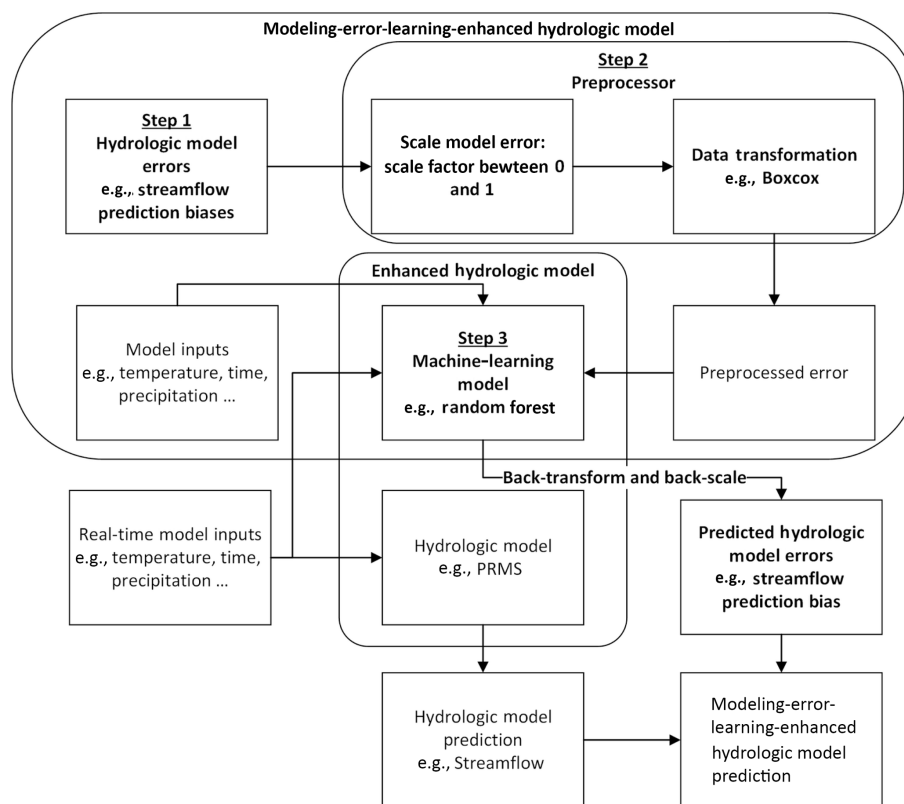 Modeling-error-learning-enhanced hydrologic model
Step 2
Preprocessor
Step 1
Hydrologic model
errors
e.g., streamflow
prediction biases
Scale model error:
scale factor bewteen 0
and 1
Data transformation
e.g., Boxcox
Enhanced hydrologic model
Model inputs
e.g., temperature, time,
precipitation ...
Step 3
Machine-learning
model
e.g., random forest
Preprocessed error
Back-transform and back-scale
Real-time model inputs
e.g., temperature, time,
precipitation ...
Hydrologic model
e.g., PRMS
Predicted hydrologic
model errors
e.g., streamflow
prediction bias
Hydrologic model
prediction
e.g., Streamflow
Modeling-error-
learning-enhanced
hydrologic model
prediction